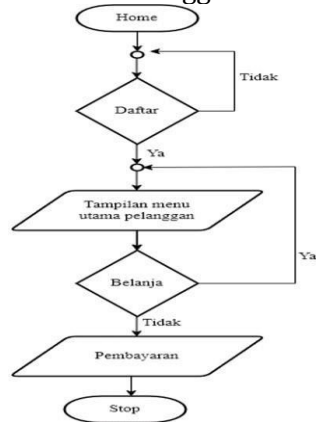 Home
Tidak
Daftar
Ya
Tampilan menu
utama pelanggan
Ya
Belanja
Tidak
Pembayaran
Stop